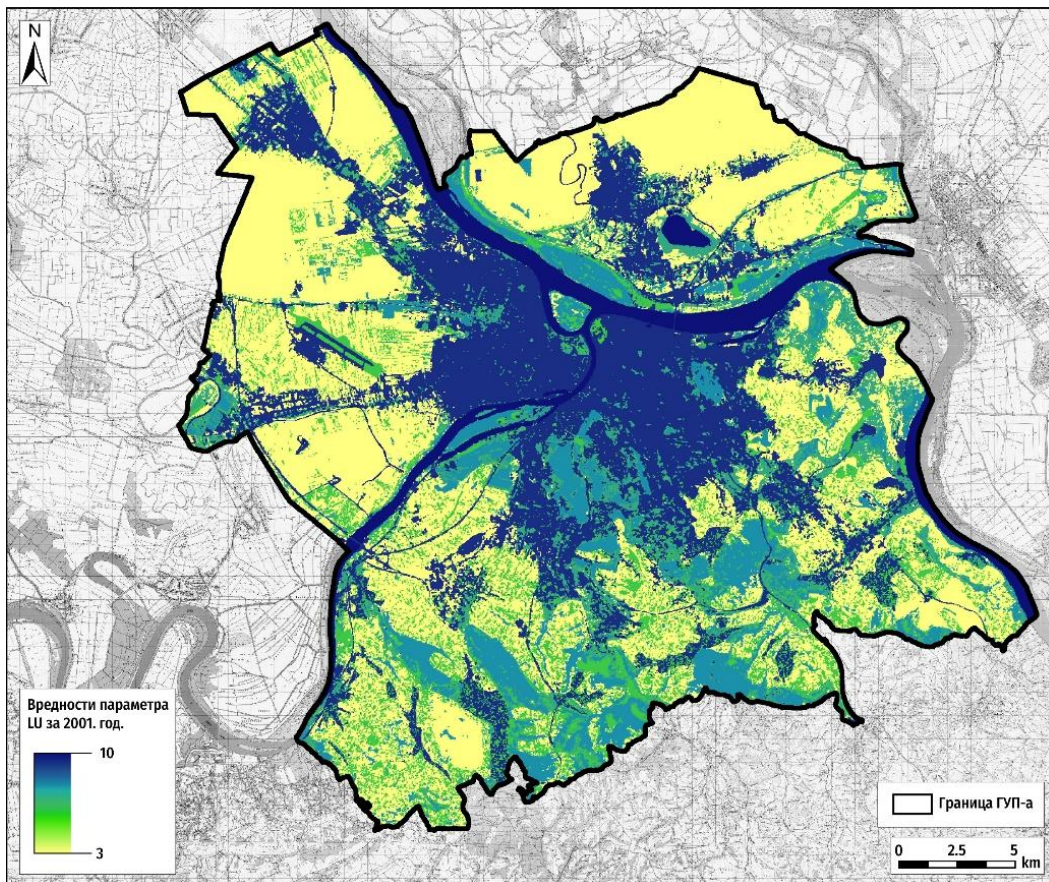 N
Вредности параметра
LU за 2001. год.
10
3
Граница ГУП-а
0 2.5 5
km